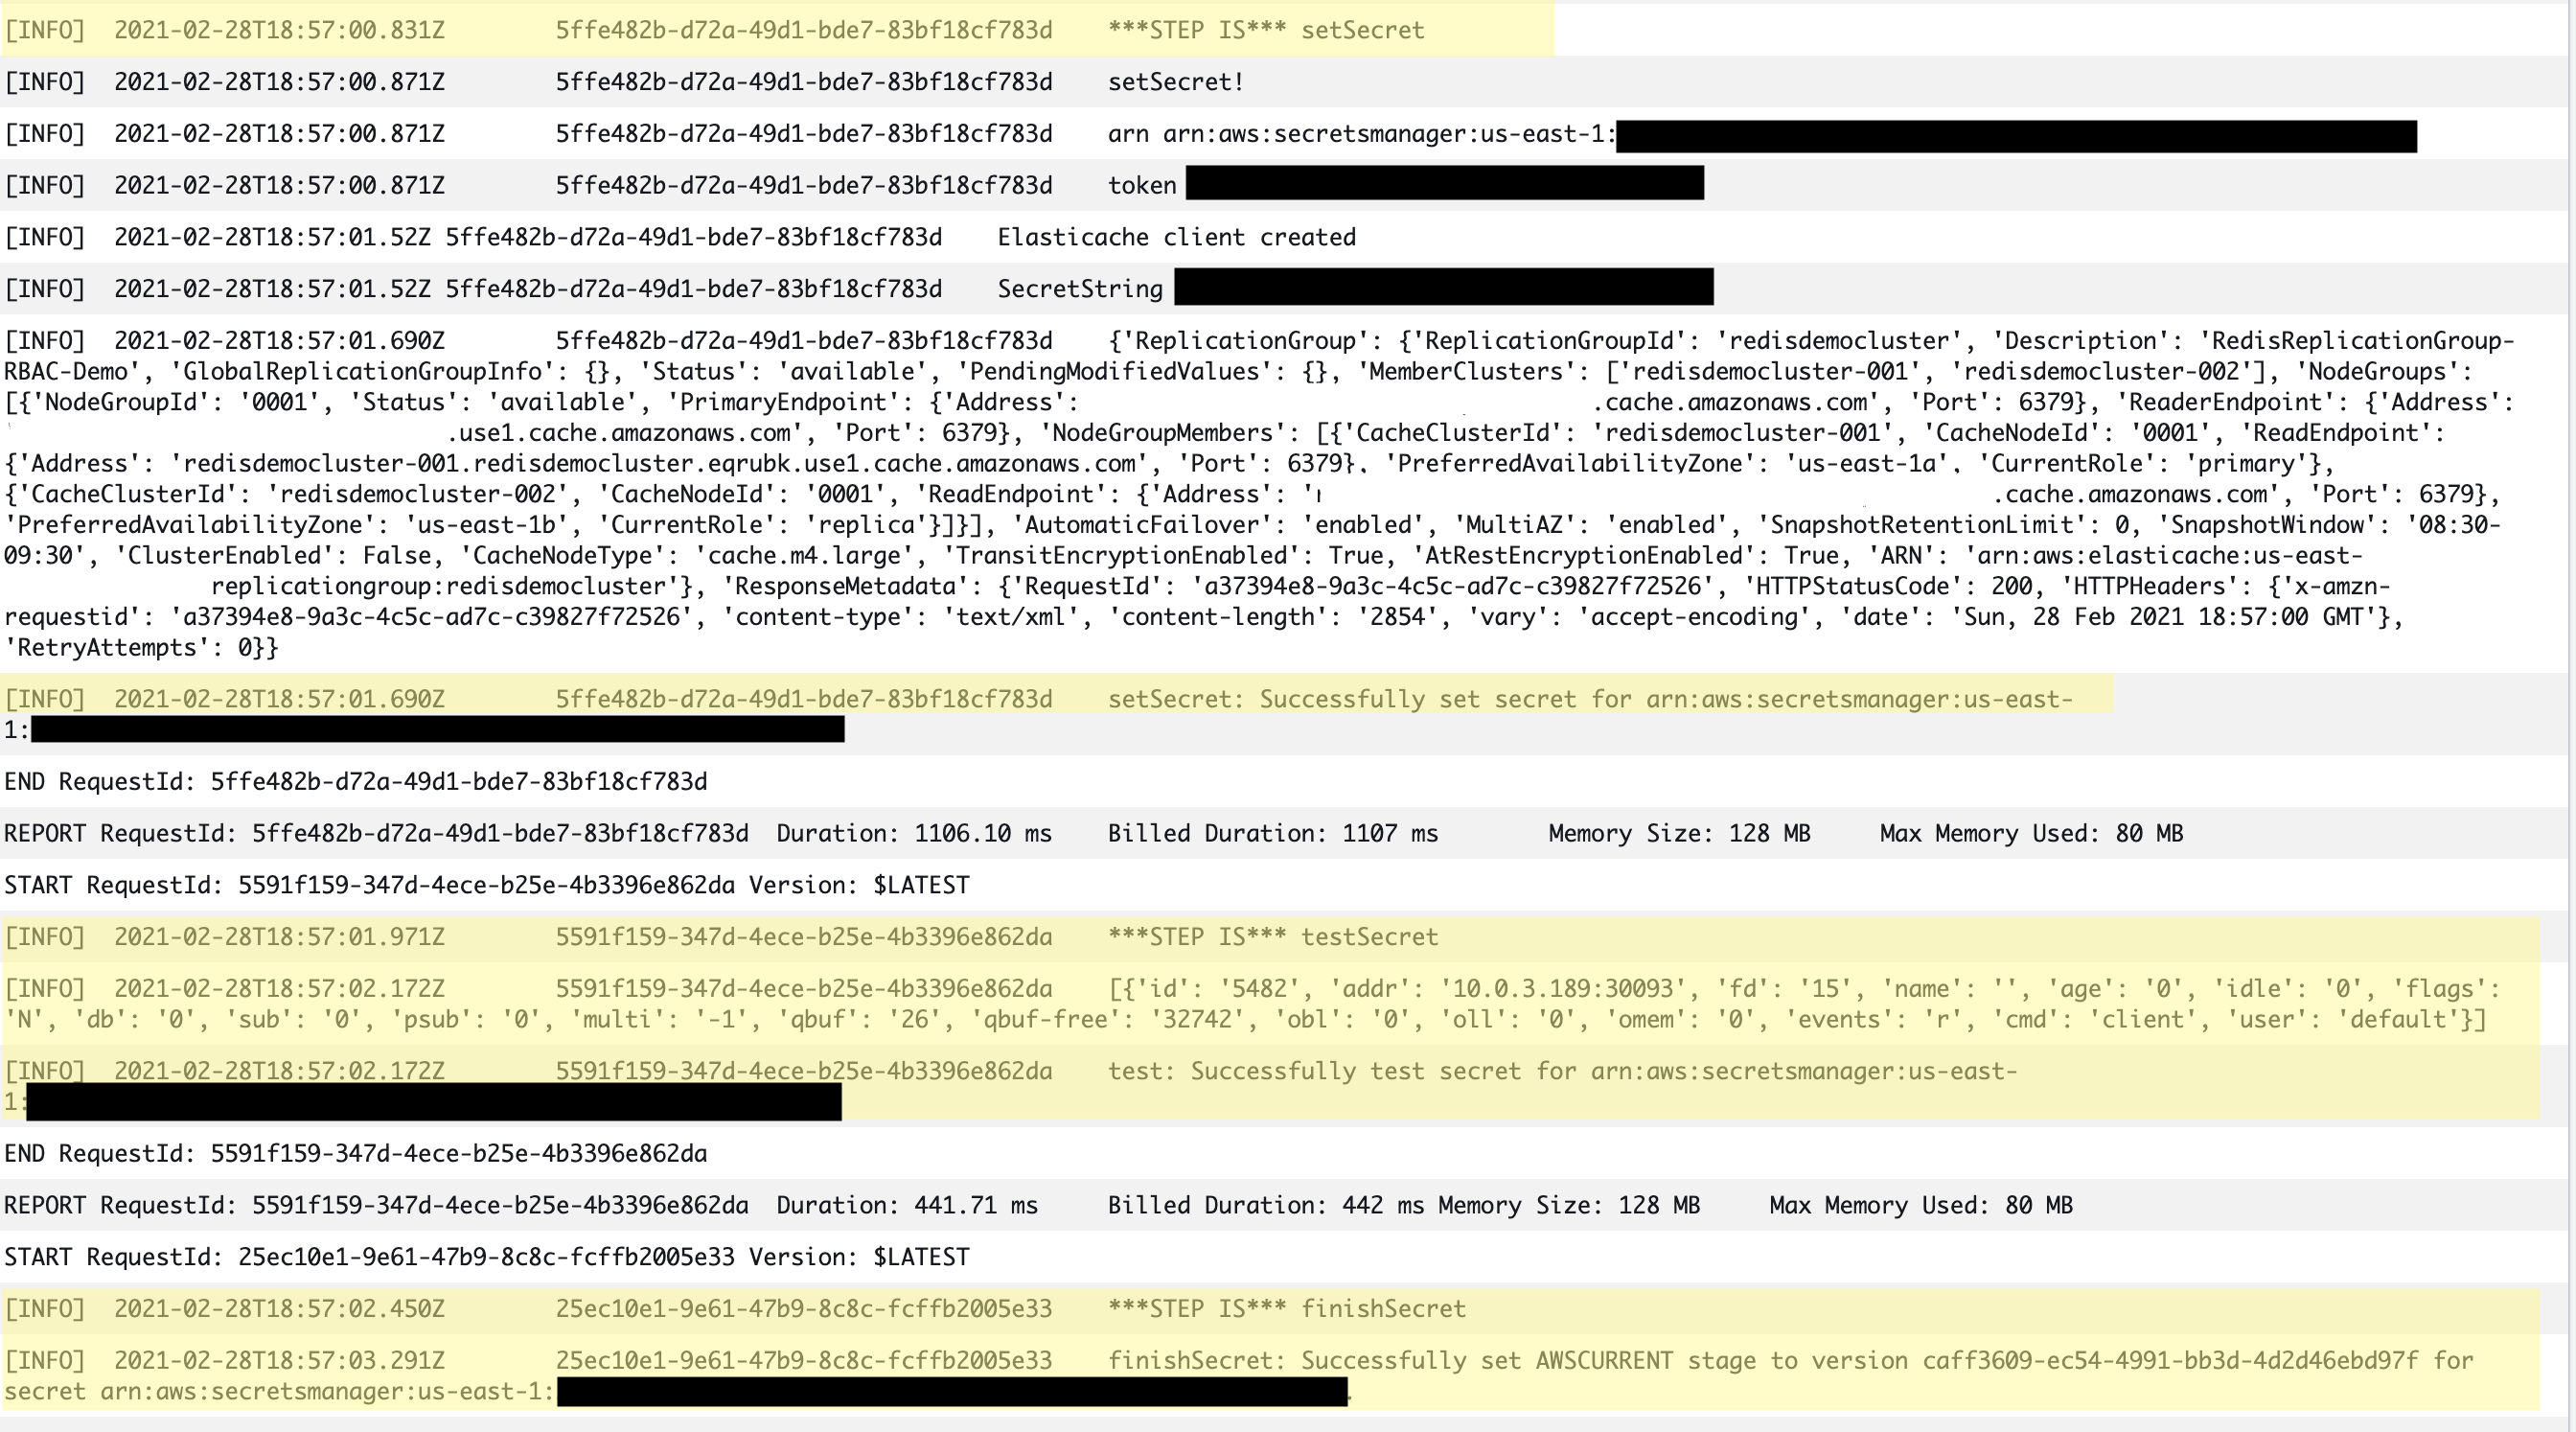 [INFO] 2021-02-28T18:57:00.831Z 5ffe482b-d72a-49d1-bde7-83bf18cf783d ***STEP IS*** setSecret
[INFO] 2021-02-28T18:57:00.871Z 5ffe482b-d72a-49d1-bde7-83bf18cf783d setSecret!
[INFO] 2021-02-28T18:57:00.871Z 5ffe482b-d72a-49d1-bde7-83bf18cf783d arn arn:aws:secretsmanager:us-east-1:
[INFO] 2021-02-28T18:57:00.871Z 5ffe482b-d72a-49d1-bde7-83bf18cf783d token
[INFO] 2021-02-28T18:57:01.52Z 5ffe482b-d72a-49d1-bde7-83bf18cf783d Elasticache client created
[INFO] 2021-02-28T18:57:01.52Z 5ffe482b-d72a-49d1-bde7-83bf18cf783d SecretString
[INFO] 2021-02-28T18:57:01.690Z 5ffe482b-d72a-49d1-bde7-83bf18cf783d {'ReplicationGroup': {'ReplicationGroupId': 'redisdemocluster', 'Description': 'RedisReplicationGroup-
RBAC-Demo', 'GlobalReplicationGroupInfo': {}, 'Status': 'available', 'PendingModifiedValues': {}, 'MemberClusters': ['redisdemocluster-001', 'redisdemocluster-002'], 'NodeGroups':
[{'NodeGroupId': '0001', 'Status': 'available', 'PrimaryEndpoint': {'Address': .cache.amazonaws.com', 'Port': 6379}, 'ReaderEndpoint': {'Address':
.use1.cache.amazonaws.com', 'Port': 6379}, 'NodeGroupMembers': [{'CacheClusterId': 'redisdemocluster-001', 'CacheNodeId': '0001', 'ReadEndpoint':
{'Address': 'redisdemocluster-001.redisdemocluster.eqrubk.use1.cache.amazonaws.com', 'Port': 6379}, 'PreferredAvailabilityZone': 'us-east-1a', 'CurrentRole': 'primary'},
{'CacheClusterId': 'redisdemocluster-002', 'CacheNodeId': '0001', 'ReadEndpoint': {'Address': ' .cache.amazonaws.com', 'Port': 6379},
'PreferredAvailabilityZone': 'us-east-1b', 'CurrentRole': 'replica'}]}], 'AutomaticFailover': 'enabled', 'MultiAZ': 'enabled', 'SnapshotRetentionLimit': 0, 'SnapshotWindow': '08:30-
09:30', 'ClusterEnabled': False, 'CacheNodeType': 'cache.m4.large', 'TransitEncryptionEnabled': True, 'AtRestEncryptionEnabled': True, 'ARN': 'arn:aws:elasticache:us-east-
replicationgroup:redisdemocluster'}, 'ResponseMetadata': {'RequestId': 'a37394e8-9a3c-4c5c-ad7c-c39827f72526', 'HTTPStatusCode': 200, 'HTTPHeaders': {'x-amzn-
requestid': 'a37394e8-9a3c-4c5c-ad7c-c39827f72526', 'content-type': 'text/xml', 'content-length': '2854', 'vary': 'accept-encoding', 'date': 'Sun, 28 Feb 2021 18:57:00 GMT'},
'RetryAttempts': 0}}
[INFO] 2021-02-28T18:57:01.690Z 5ffe482b-d72a-49d1-bde7-83bf18cf783d setSecret: Successfully set secret for arn:aws:secretsmanager:us-east-
1:
END RequestId: 5ffe482b-d72a-49d1-bde7-83bf18cf783d
REPORT RequestId: 5ffe482b-d72a-49d1-bde7-83bf18cf783d Duration: 1106.10 ms Billed Duration: 1107 ms Memory Size: 128 MB Max Memory Used: 80 MB
START RequestId: 5591f159-347d-4ece-b25e-4b3396e862da Version: $LATEST
[INFO] 2021-02-28T18:57:01.971Z 5591f159-347d-4ece-b25e-4b3396e862da ***STEP IS*** testSecret
[INFO] 2021-02-28T18:57:02.172Z 5591f159-347d-4ece-b25e-4b3396e862da [{'id': '5482', 'addr': '10.0.3.189:30093', 'fd': '15', 'name': '', 'age': '0', 'idle': '0', 'flags':
'N', 'db': '0', 'sub': '0', 'psub': '0', 'multi': '-1', 'qbuf': '26', 'qbuf-free': '32742', 'obl': '0', 'oll': '0', 'omem': '0', 'events': 'r', 'cmd': 'client', 'user': 'default'}]
[INFO] 2021-02-28T18:57:02.172Z 5591f159-347d-4ece-b25e-4b3396e862da test: Successfully test secret for arn:aws:secretsmanager:us-east-
1:
END RequestId: 5591f159-347d-4ece-b25e-4b3396e862da
REPORT RequestId: 5591f159-347d-4ece-b25e-4b3396e862da Duration: 441.71 ms Billed Duration: 442 ms Memory Size: 128 MB Max Memory Used: 80 MB
START RequestId: 25ec10e1-9e61-47b9-8c8c-fcffb2005e33 Version: $LATEST
[INFO] 2021-02-28T18:57:02.450Z 25ec10e1-9e61-47b9-8c8c-fcffb2005e33 ***STEP IS*** finishSecret
[INFO] 2021-02-28T18:57:03.291Z 25ec10e1-9e61-47b9-8c8c-fcffb2005e33 finishSecret: Successfully set AWSCURRENT stage to version caff3609-ec54-4991-bb3d-4d2d46ebd97f for
secret arn:aws:secretsmanager:us-east-1: .